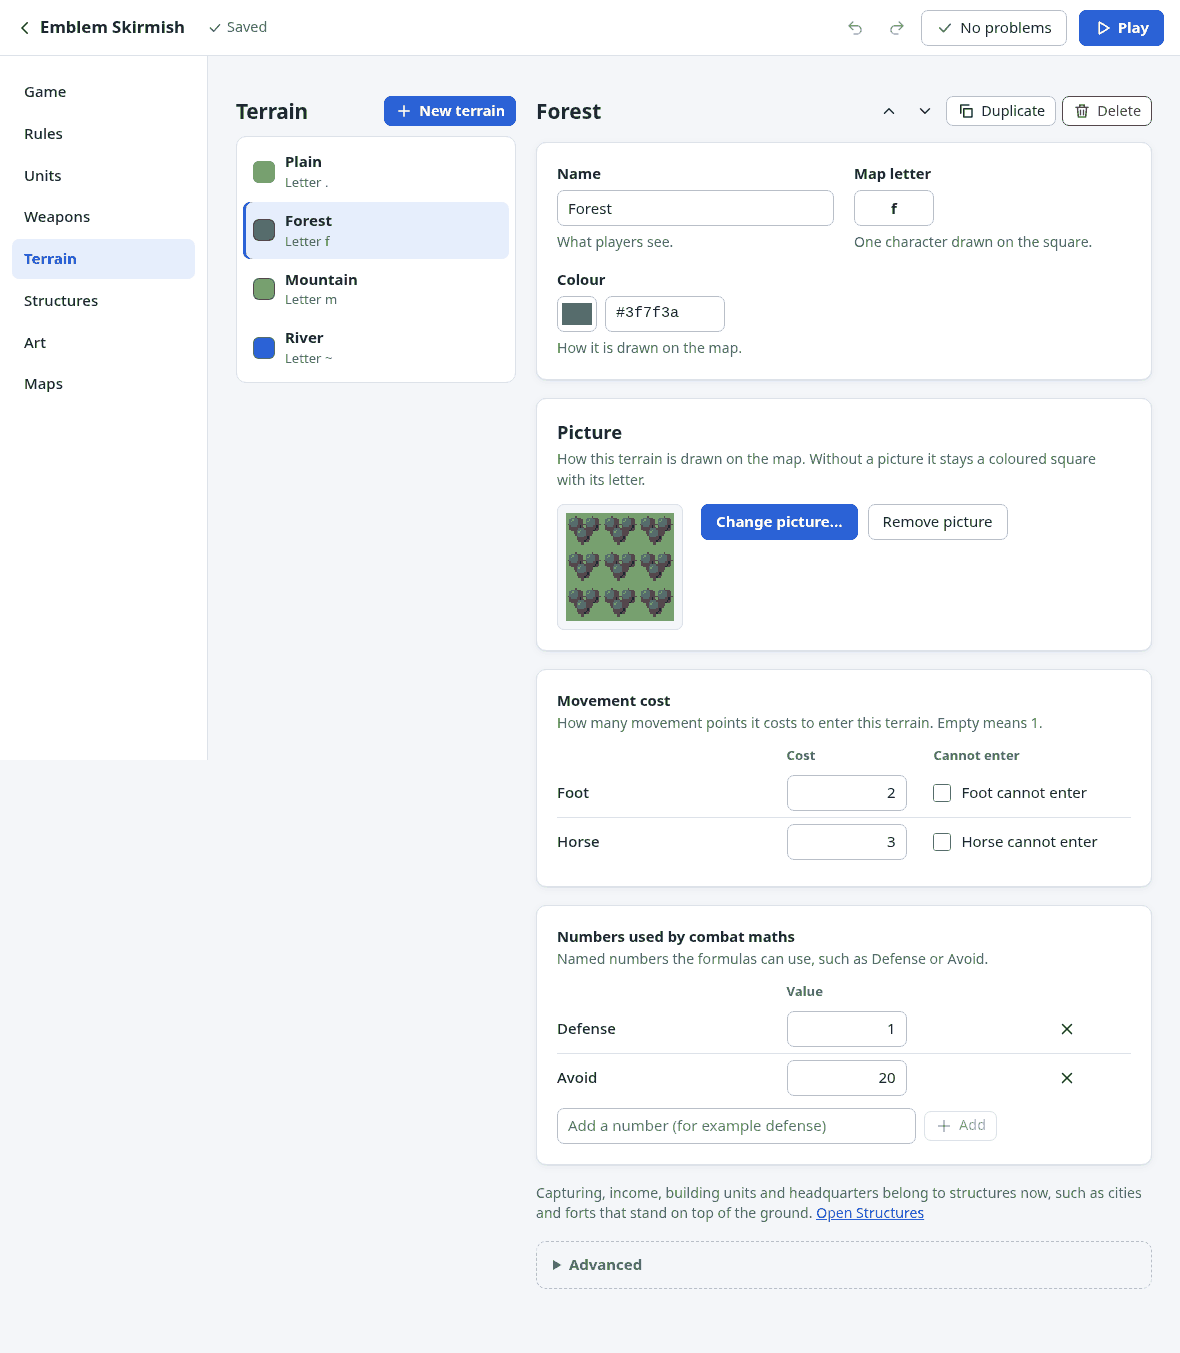 Emblem Skirmish
Saved
No problems
Play
Game
Rules
Units
Weapons
Terrain
Structures
Art
Maps
Terrain
New terrain
Plain
Letter .
Forest
Letter f
Mountain
Letter m
River
Letter ~
Forest
Duplicate
Delete
Name
Map letter
Forest
f
What players see.
One character drawn on the square.
Colour
#3f7f3a
How it is drawn on the map.
Picture
How this terrain is drawn on the map. Without a picture it stays a coloured square
with its letter.
Change picture...
Remove picture
Movement cost
How many movement points it costs to enter this terrain. Empty means 1.
Cost
Cannot enter
Foot
2
Foot cannot enter
Horse
3
Horse cannot enter
Numbers used by combat maths
Named numbers the formulas can use, such as Defense or Avoid.
Value
Defense
1
Avoid
20
Add a number (for example defense)
Add
Capturing, income, building units and headquarters belong to structures now, such as cities
and forts that stand on top of the ground. Open Structures
Advanced